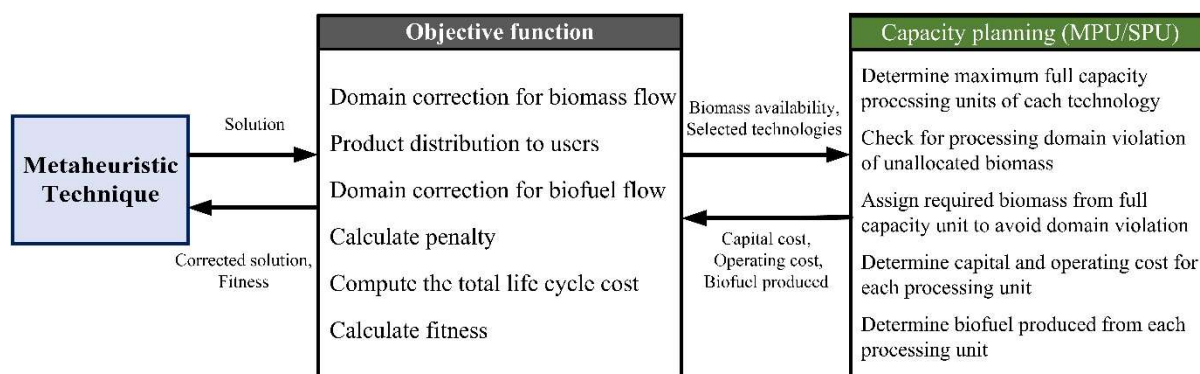 Metaheuristic
Technique
Solution
Corrected solution,
Fitness
Objective function
Domain correction for biomass flow
Product distribution to users
Domain correction for biofuel flow
Calculate penalty
Compute the total life cycle cost
Calculate fitness
Biomass availability,
Selected technologies
Capital cost,
Operating cost,
Biofuel produced
Capacity planning (MPU/SPU)
Determine maximum full capacity
processing units of each technology
Check for processing domain violation
of unallocated biomass
Assign required biomass from full
capacity unit to avoid domain violation
Determine capital and operating cost for
each processing unit
Determine biofuel produced from each
processing unit